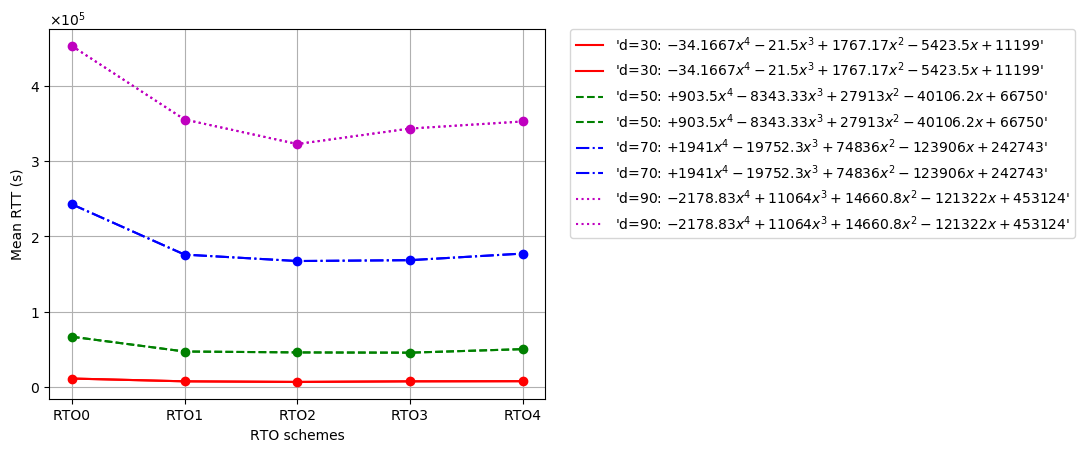 ×10⁵
4
3
2
1
0
Mean RTT (s)
RTO0 RTO1 RTO2 RTO3 RTO4
RTO schemes
'd=30: −34.1667x⁴ − 21.5x³ + 1767.17x² − 5423.5x + 11199'
'd=30: −34.1667x⁴ − 21.5x³ + 1767.17x² − 5423.5x + 11199'
'd=50: +903.5x⁴ − 8343.33x³ + 27913x² − 40106.2x + 66750'
'd=50: +903.5x⁴ − 8343.33x³ + 27913x² − 40106.2x + 66750'
'd=70: +1941x⁴ − 19752.3x³ + 74836x² − 123906x + 242743'
'd=70: +1941x⁴ − 19752.3x³ + 74836x² − 123906x + 242743'
'd=90: −2178.83x⁴ + 11064x³ + 14660.8x² − 121322x + 453124'
'd=90: −2178.83x⁴ + 11064x³ + 14660.8x² − 121322x + 453124'